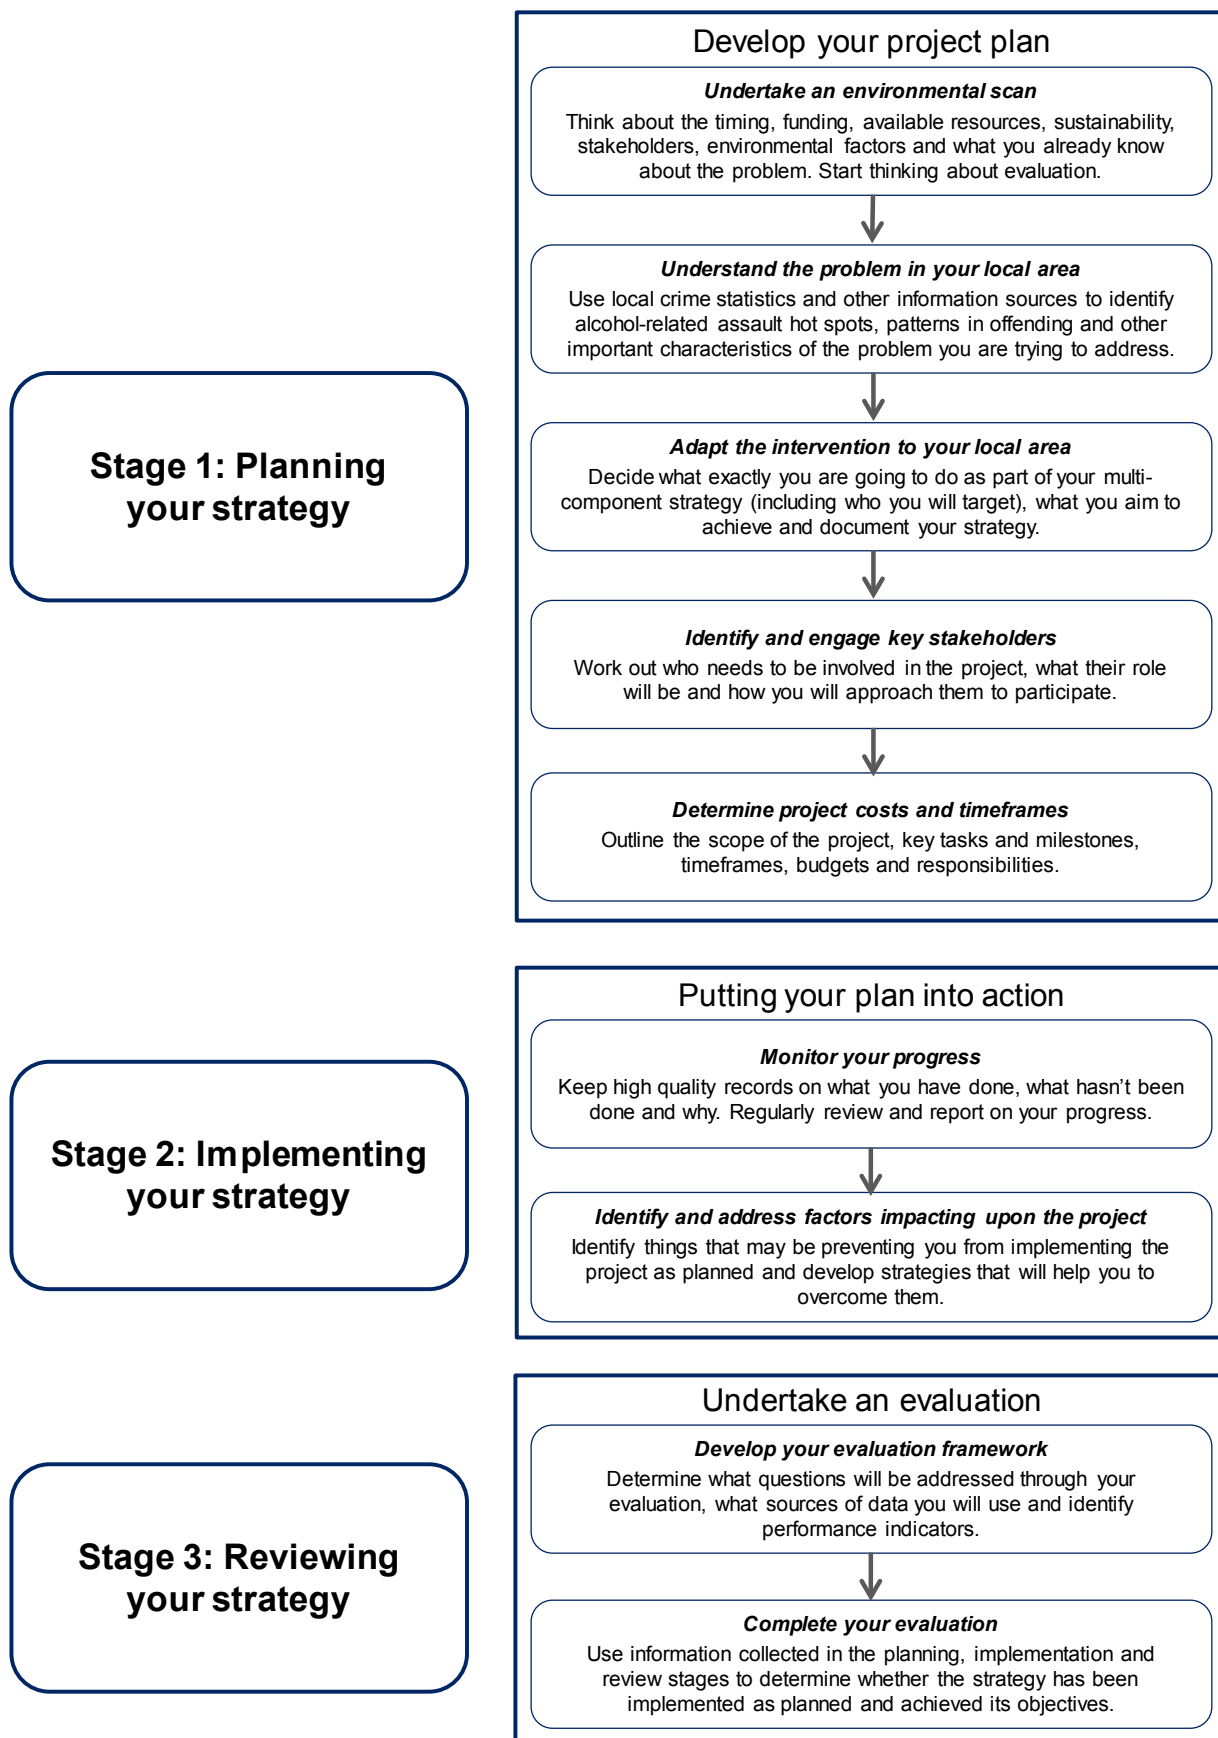 Develop your project plan
Undertake an environmental scan
Think about the timing, funding, available resources, sustainability,
stakeholders, environmental factors and what you already know
about the problem. Start thinking about evaluation.
Understand the problem in your local area
Use local crime statistics and other information sources to identify
alcohol-related assault hot spots, patterns in offending and other
important characteristics of the problem you are trying to address.
Stage 1: Planning
your strategy
Adapt the intervention to your local area
Decide what exactly you are going to do as part of your multi-
component strategy (including who you will target), what you aim to
achieve and document your strategy.
Identify and engage key stakeholders
Work out who needs to be involved in the project, what their role
will be and how you will approach them to participate.
Determine project costs and timeframes
Outline the scope of the project, key tasks and milestones,
timeframes, budgets and responsibilities.
Putting your plan into action
Monitor your progress
Keep high quality records on what you have done, what hasn't been
done and why. Regularly review and report on your progress.
Stage 2: Implementing
your strategy
Identify and address factors impacting upon the project
Identify things that may be preventing you from implementing the
project as planned and develop strategies that will help you to
overcome them.
Undertake an evaluation
Develop your evaluation framework
Determine what questions will be addressed through your
evaluation, what sources of data you will use and identify
performance indicators.
Stage 3: Reviewing
your strategy
Complete your evaluation
Use information collected in the planning, implementation and
review stages to determine whether the strategy has been
implemented as planned and achieved its objectives.